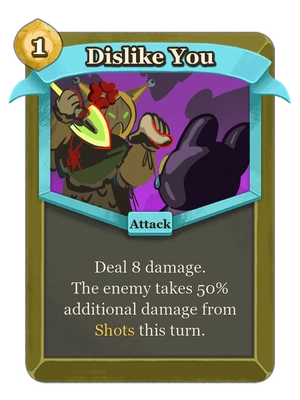 1
Dislike You
Attack
Deal 8 damage.
The enemy takes 50%
additional damage from
Shots this turn.